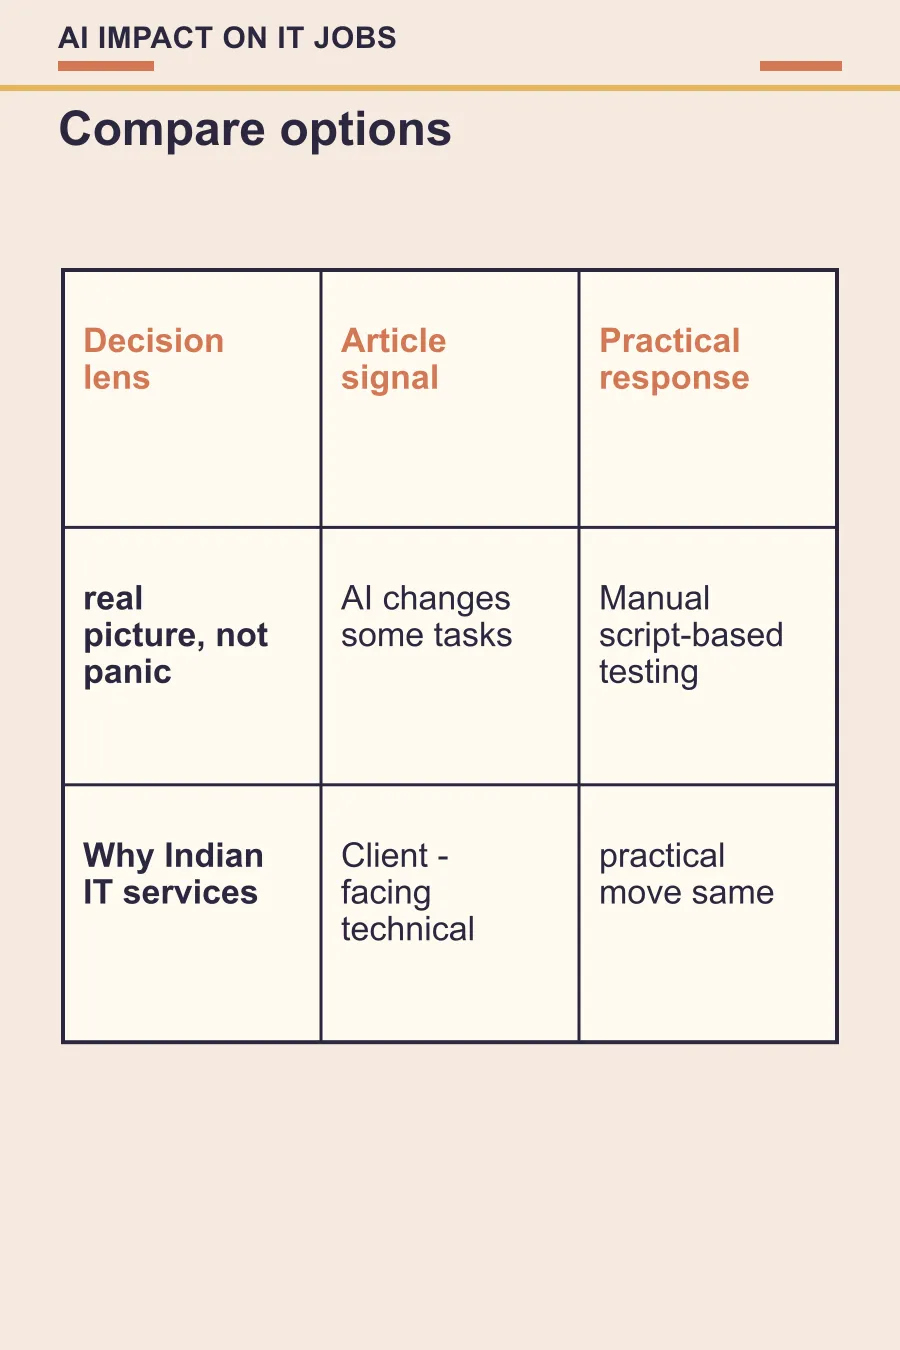 AI IMPACT ON IT JOBS
Compare options
Decision
lens
Article
signal
Practical
response
real
picture, not
panic
AI changes
some tasks
Manual
script-based
testing
Why Indian
IT services
Client -
facing
technical
practical
move same